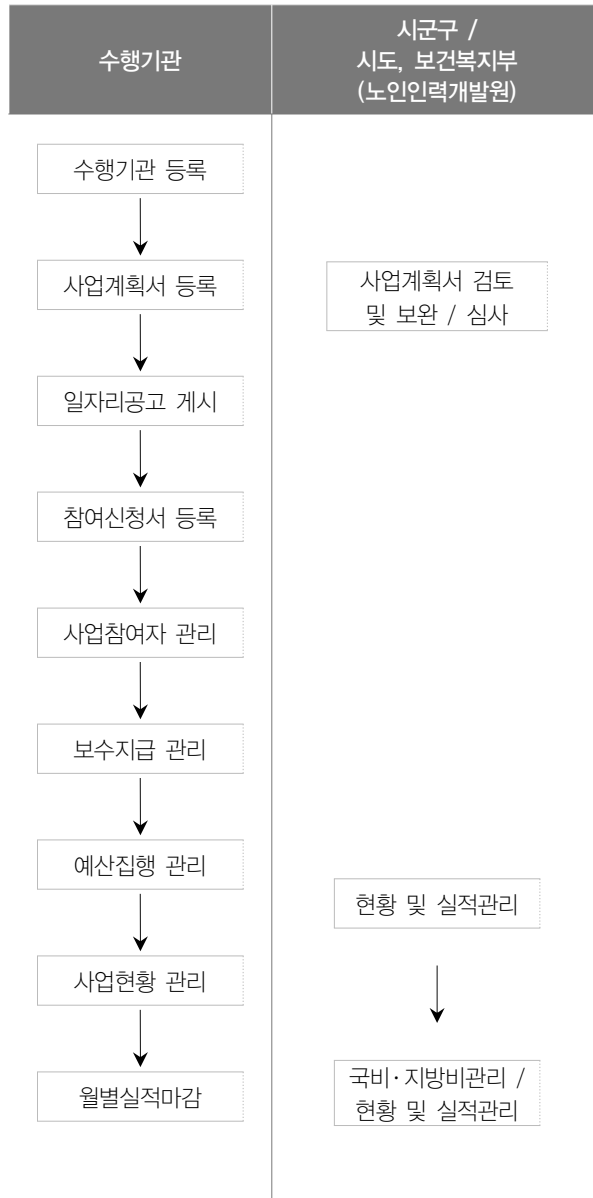 수행기관
시군구 /
시도, 보건복지부
(노인인력개발원)
수행기관 등록
사업계획서 등록
사업계획서 검토
및 보완 / 심사
일자리공고 게시
참여신청서 등록
사업참여자 관리
보수지급 관리
예산집행 관리
현황 및 실적관리
사업현황 관리
월별실적마감
국비·지방비관리 /
현황 및 실적관리